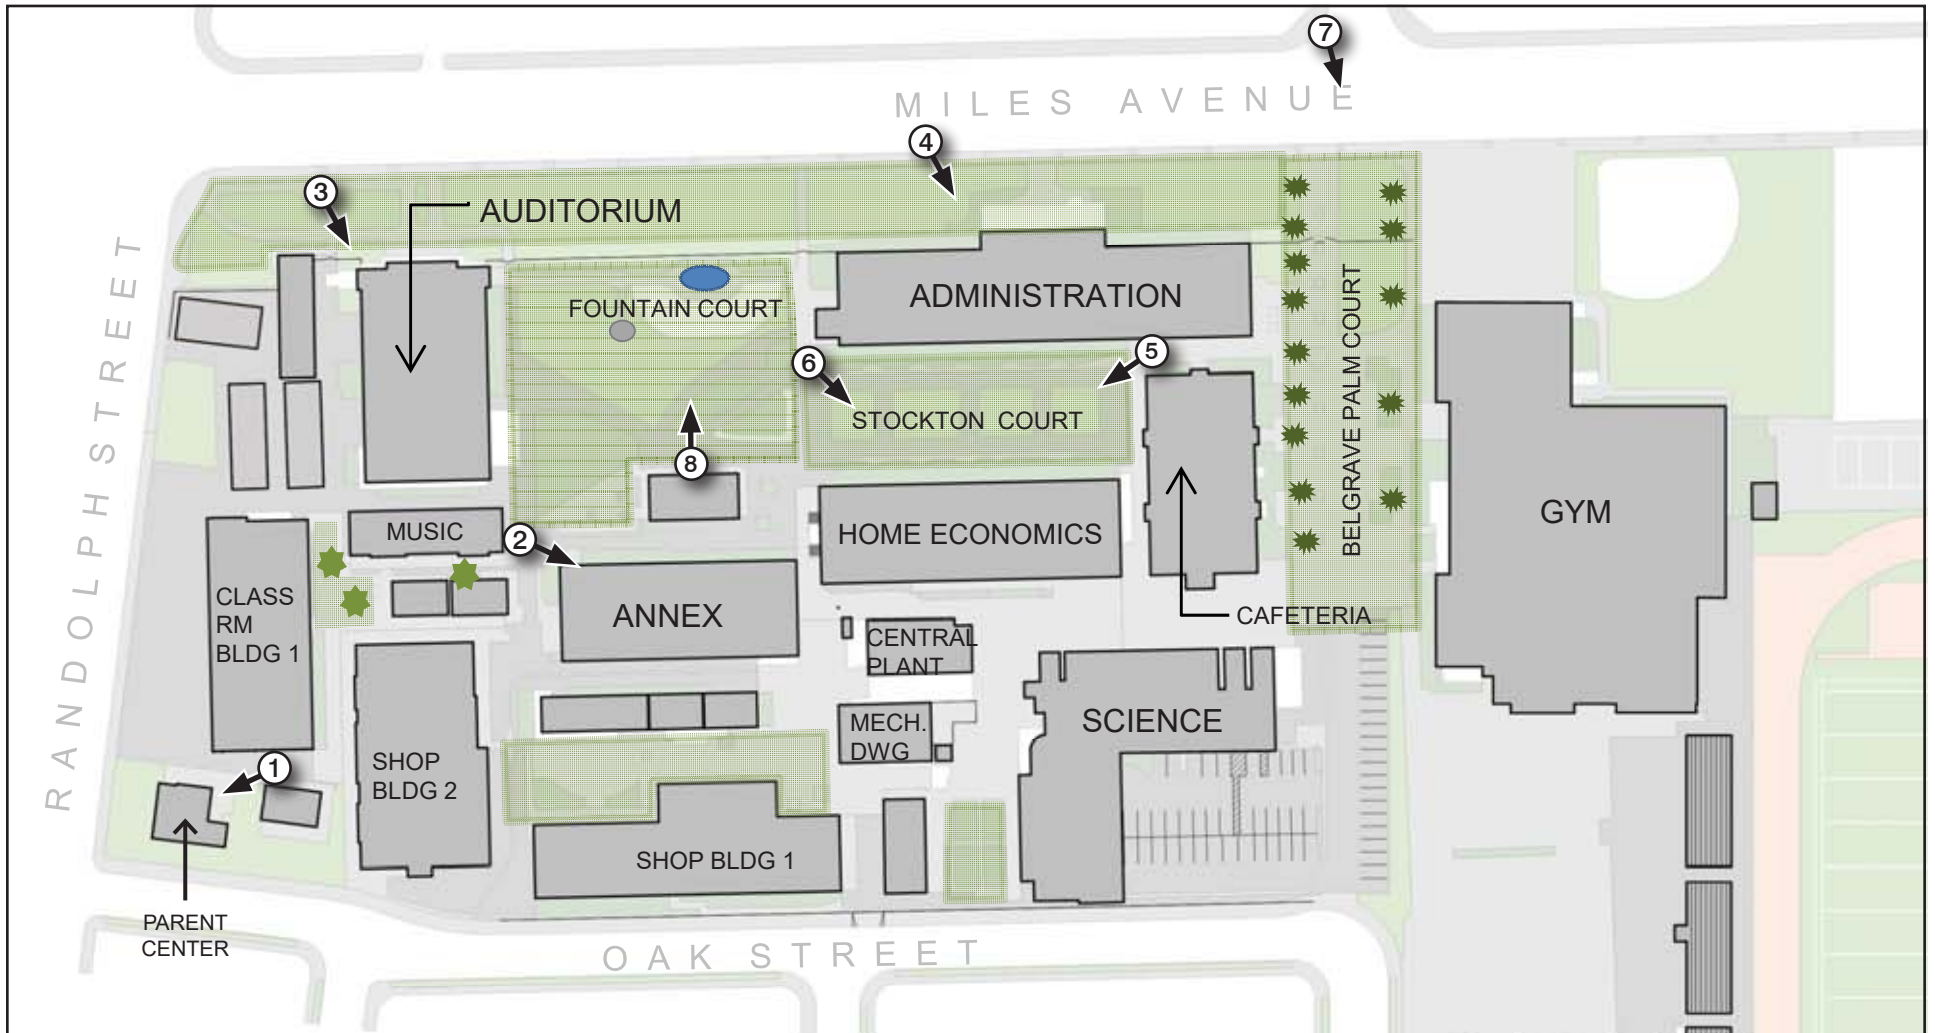 7
MILES AVENUE
4
3
AUDITORIUM
RANDOLPH STREET
FOUNTAIN COURT
ADMINISTRATION
BELGRAVE PALM COURT
6
5
STOCKTON COURT
8
GYM
MUSIC
2
HOME ECONOMICS
CLASS
RM
BLDG 1
ANNEX
CAFETERIA
CENTRAL
PLANT
SCIENCE
MECH.
DWG
1
SHOP
BLDG 2
SHOP BLDG 1
PARENT
CENTER
OAK STREET